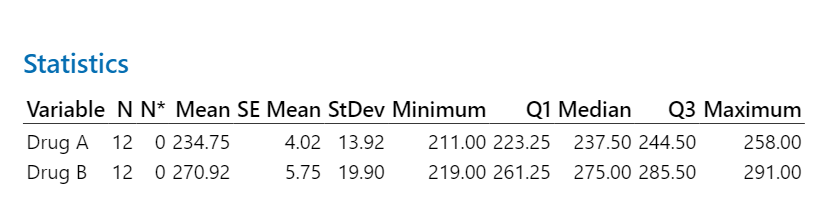 Statistics
Variable N N* Mean SE Mean StDev Minimum Q1 Median Q3 Maximum
Drug A 12 0 234.75 4.02 13.92 211.00 223.25 237.50 244.50 258.00
Drug B 12 0 270.92 5.75 19.90 219.00 261.25 275.00 285.50 291.00